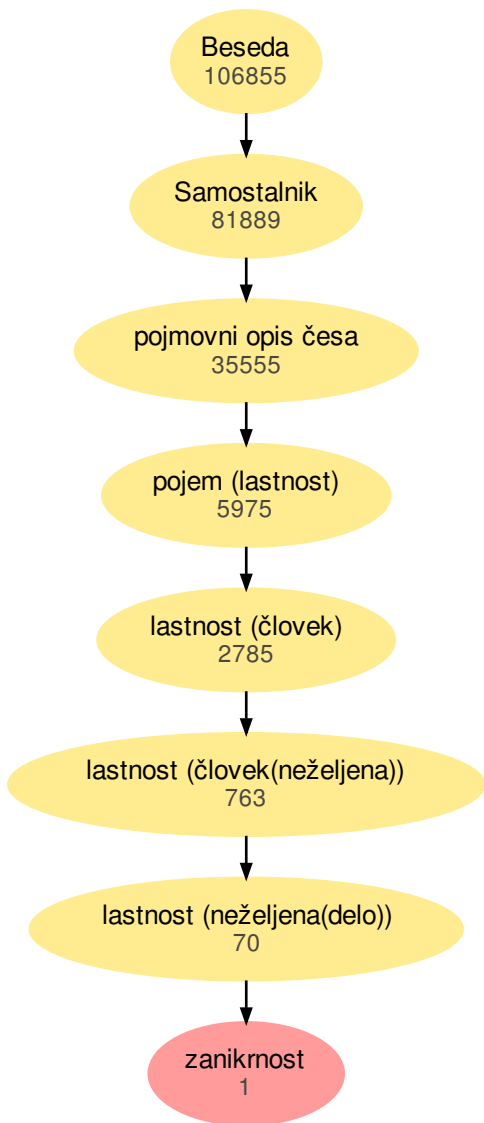 Beseda
106855
Samostalnik
81889
pojmovni opis česa
35555
pojem (lastnost)
5975
lastnost (človek)
2785
lastnost (človek(neželjena))
763
lastnost (neželjena(delo))
70
zanikrnost
1